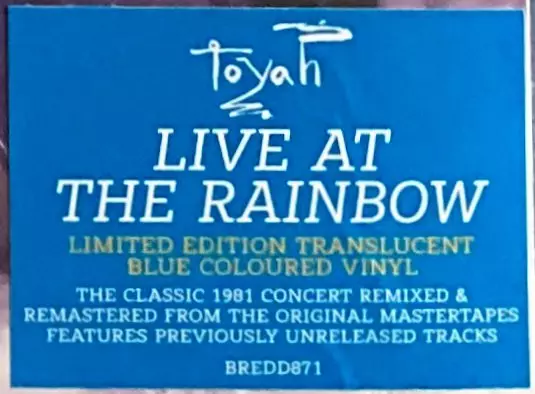 Toyah
LIVE AT
THE RAINBOW
LIMITED EDITION TRANSLUCENT
BLUE COLOURED VINYL
THE CLASSIC 1981 CONCERT REMIXED &
REMASTERED FROM THE ORIGINAL MASTERTAPES
FEATURES PREVIOUSLY UNRELEASED TRACKS
BREDD871